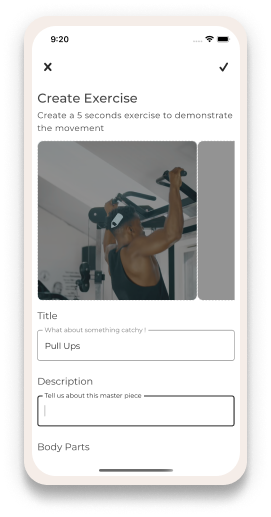 9:20
Create Exercise
Create a 5 seconds exercise to demonstrate
the movement
Title
What about something catchy !
Pull Ups
Description
Tell us about this master piece
Body Parts